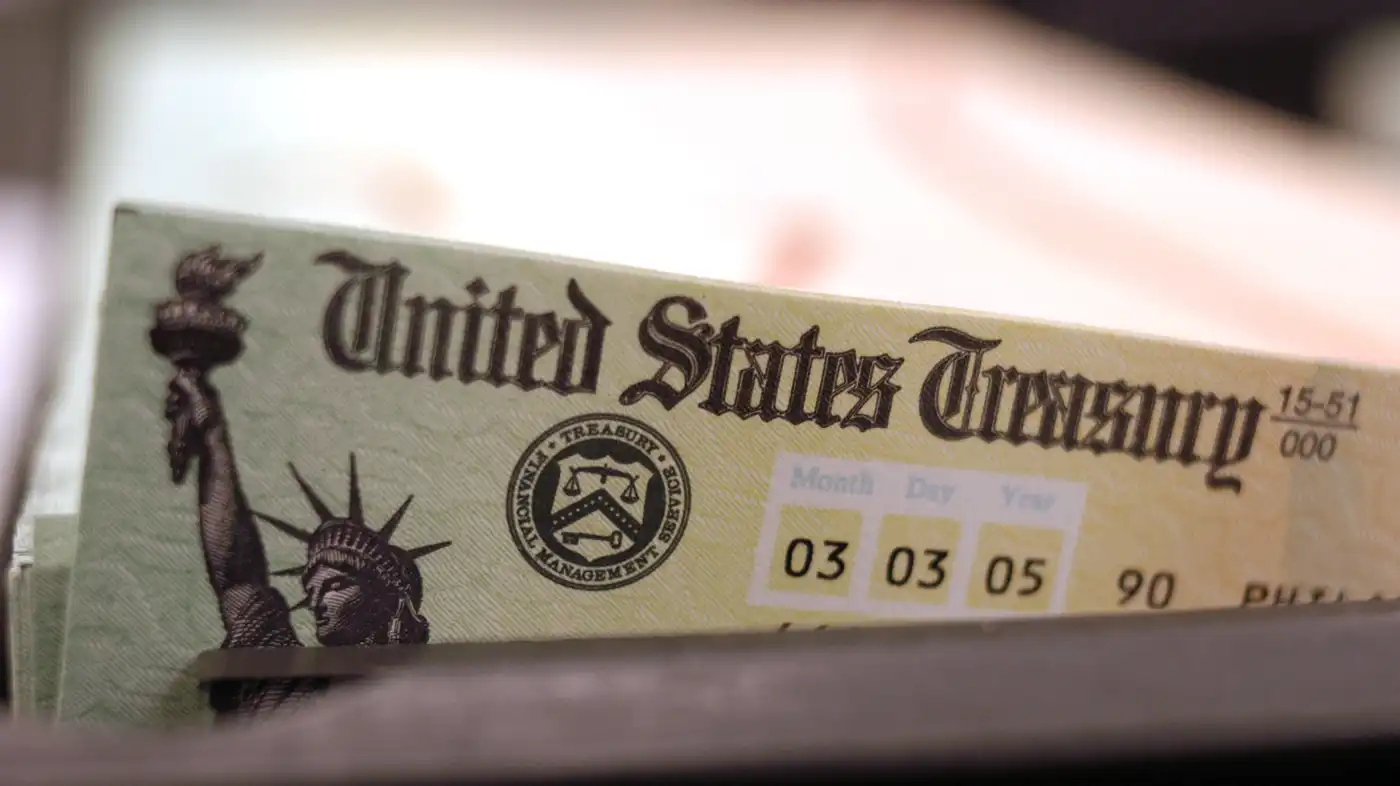 United States Treasury 15-51
000
TREASURY
FINANCIAL MANAGEMENT SERVICE
Month Day Year
03 03 05 90